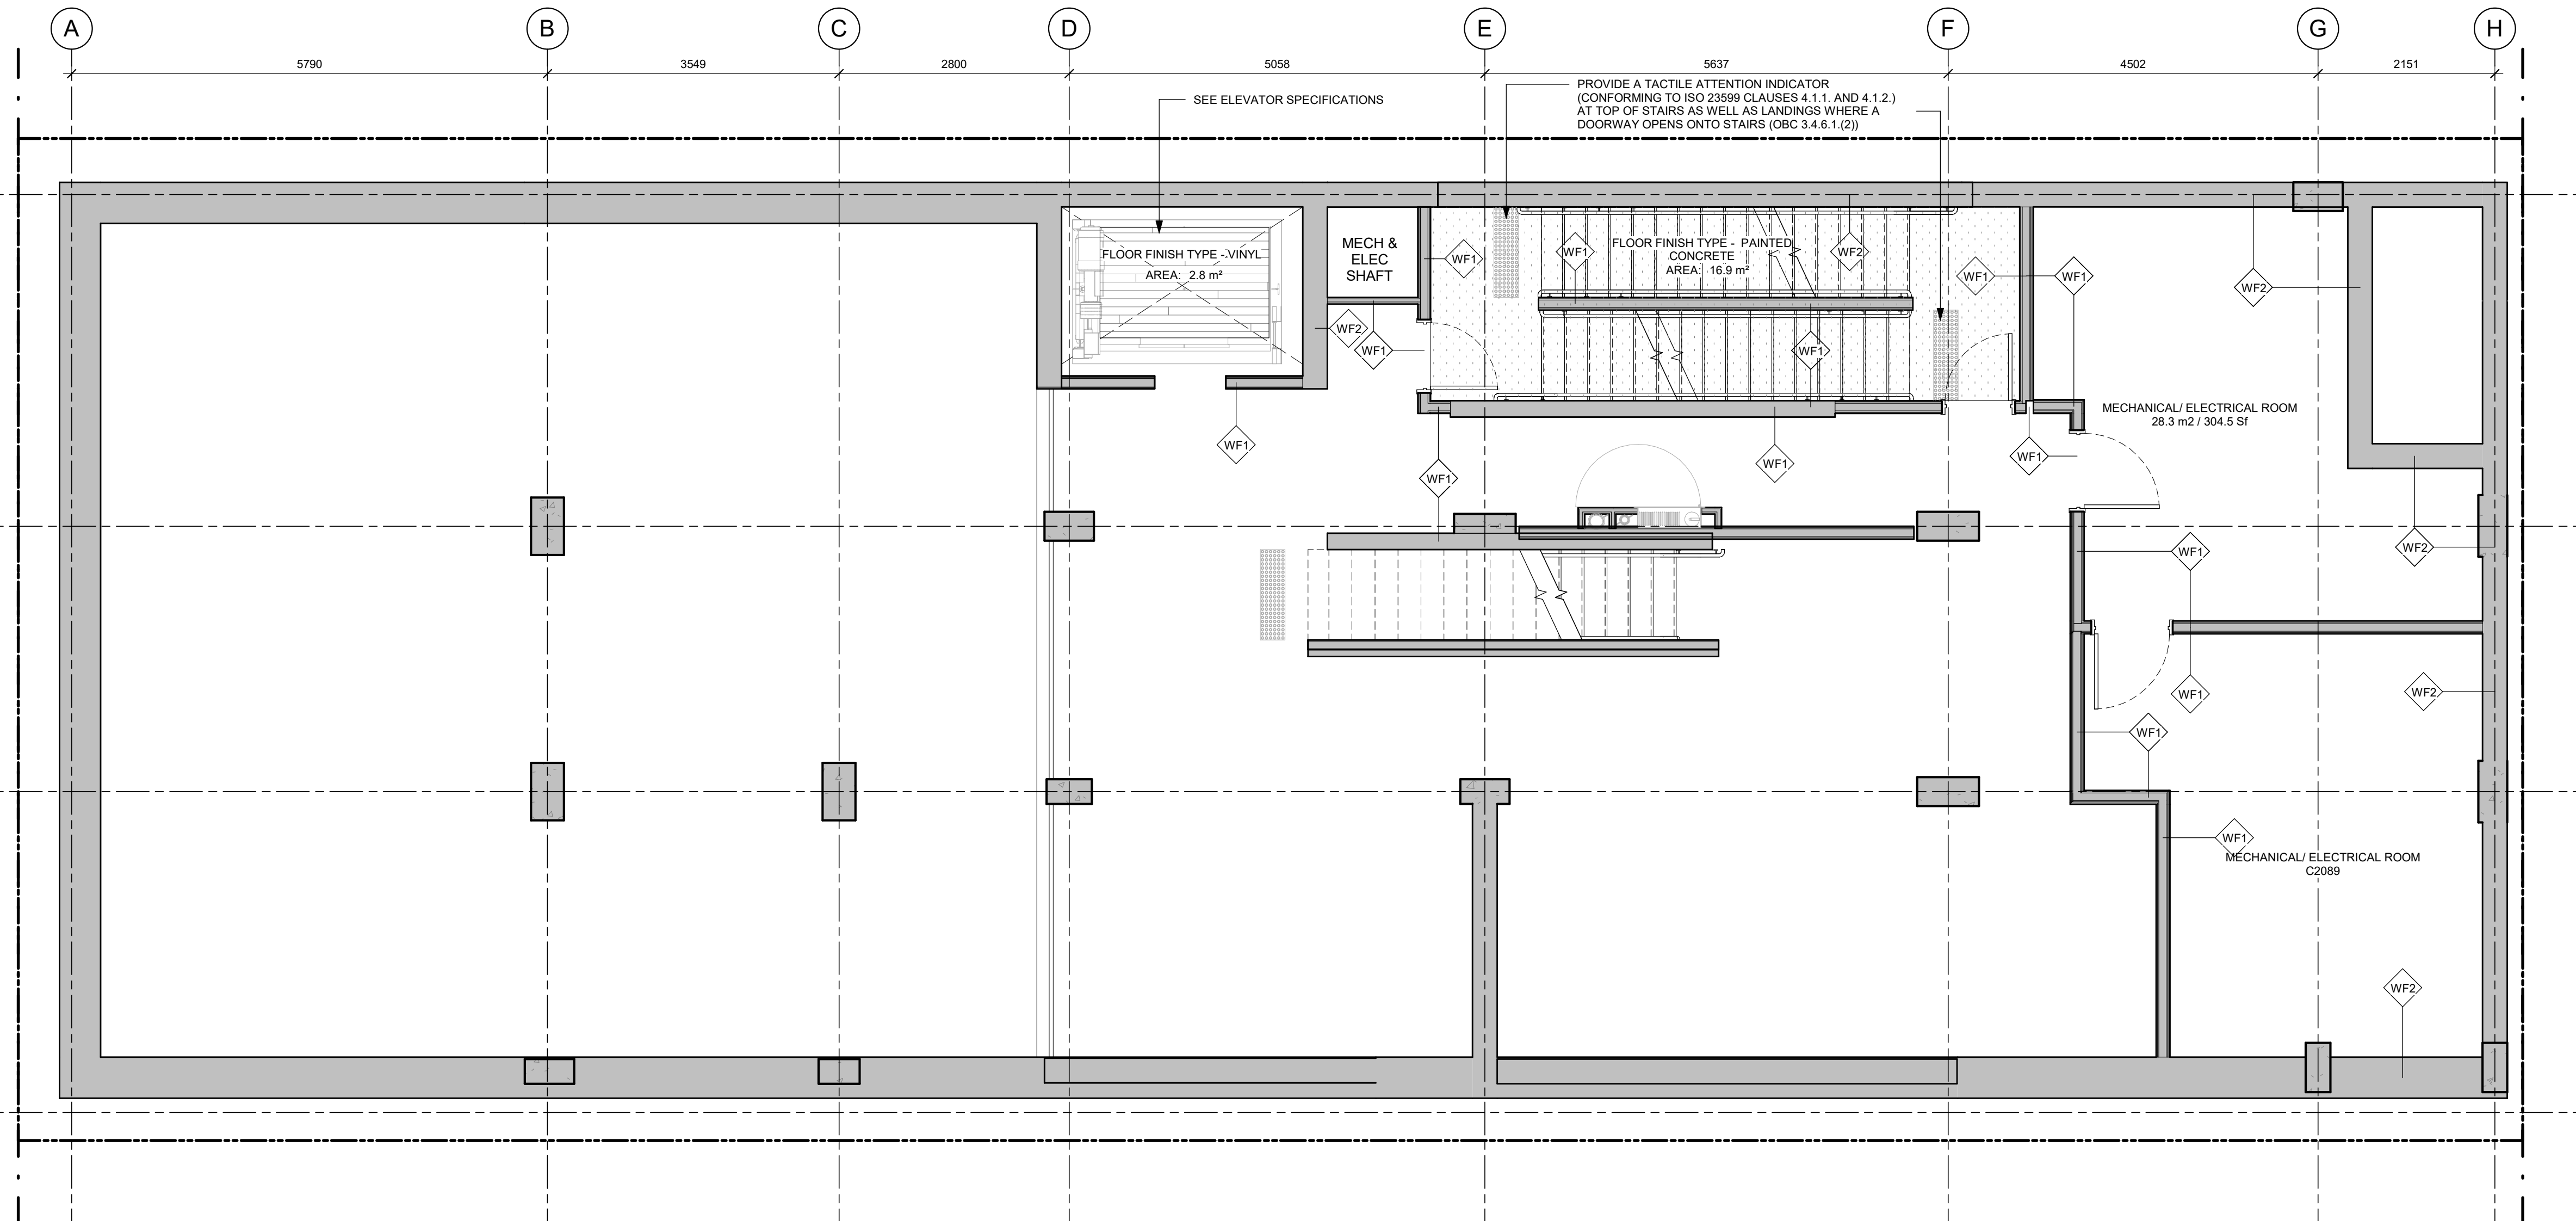 A B C D E F G H
5790 3549 2800 5058 5637 4502 2151
SEE ELEVATOR SPECIFICATIONS
PROVIDE A TACTILE ATTENTION INDICATOR
(CONFORMING TO ISO 23599 CLAUSES 4.1.1. AND 4.1.2.)
AT TOP OF STAIRS AS WELL AS LANDINGS WHERE A
DOORWAY OPENS ONTO STAIRS (OBC 3.4.6.1.(2))
FLOOR FINISH TYPE - VINYL
AREA: 2.8 m²
MECH &
ELEC
SHAFT
WF1
WF1
FLOOR FINISH TYPE - PAINTED
CONCRETE
AREA: 16.9 m²
WF2
WF1
WF1
WF2
WF2
WF1
WF1
MECHANICAL/ ELECTRICAL ROOM
28.3 m2 / 304.5 Sf
WF1
WF1
WF1
WF1
WF2
WF1
WF1
WF2
WF1
WF1
MECHANICAL/ ELECTRICAL ROOM
C2089
WF2